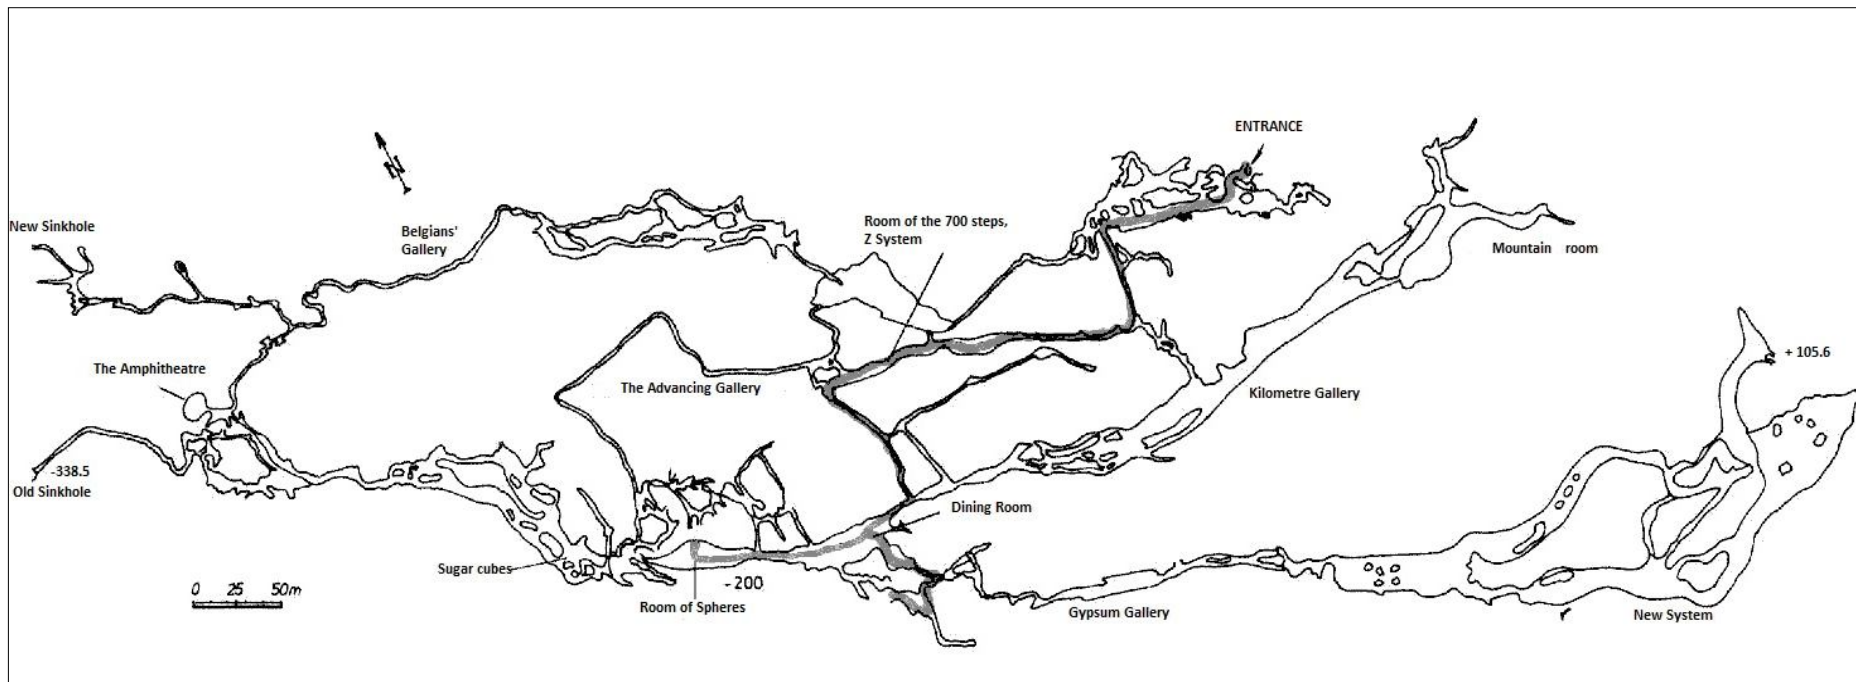 ENTRANCE
N
New Sinkhole
Belgians'
Gallery
Room of the 700 steps,
Z System
Mountain room
The Amphitheatre
The Advancing Gallery
Kilometre Gallery
+ 105.6
-338.5
Old Sinkhole
Dining Room
Sugar cubes
-200
0 25 50m
Room of Spheres
Gypsum Gallery
New System